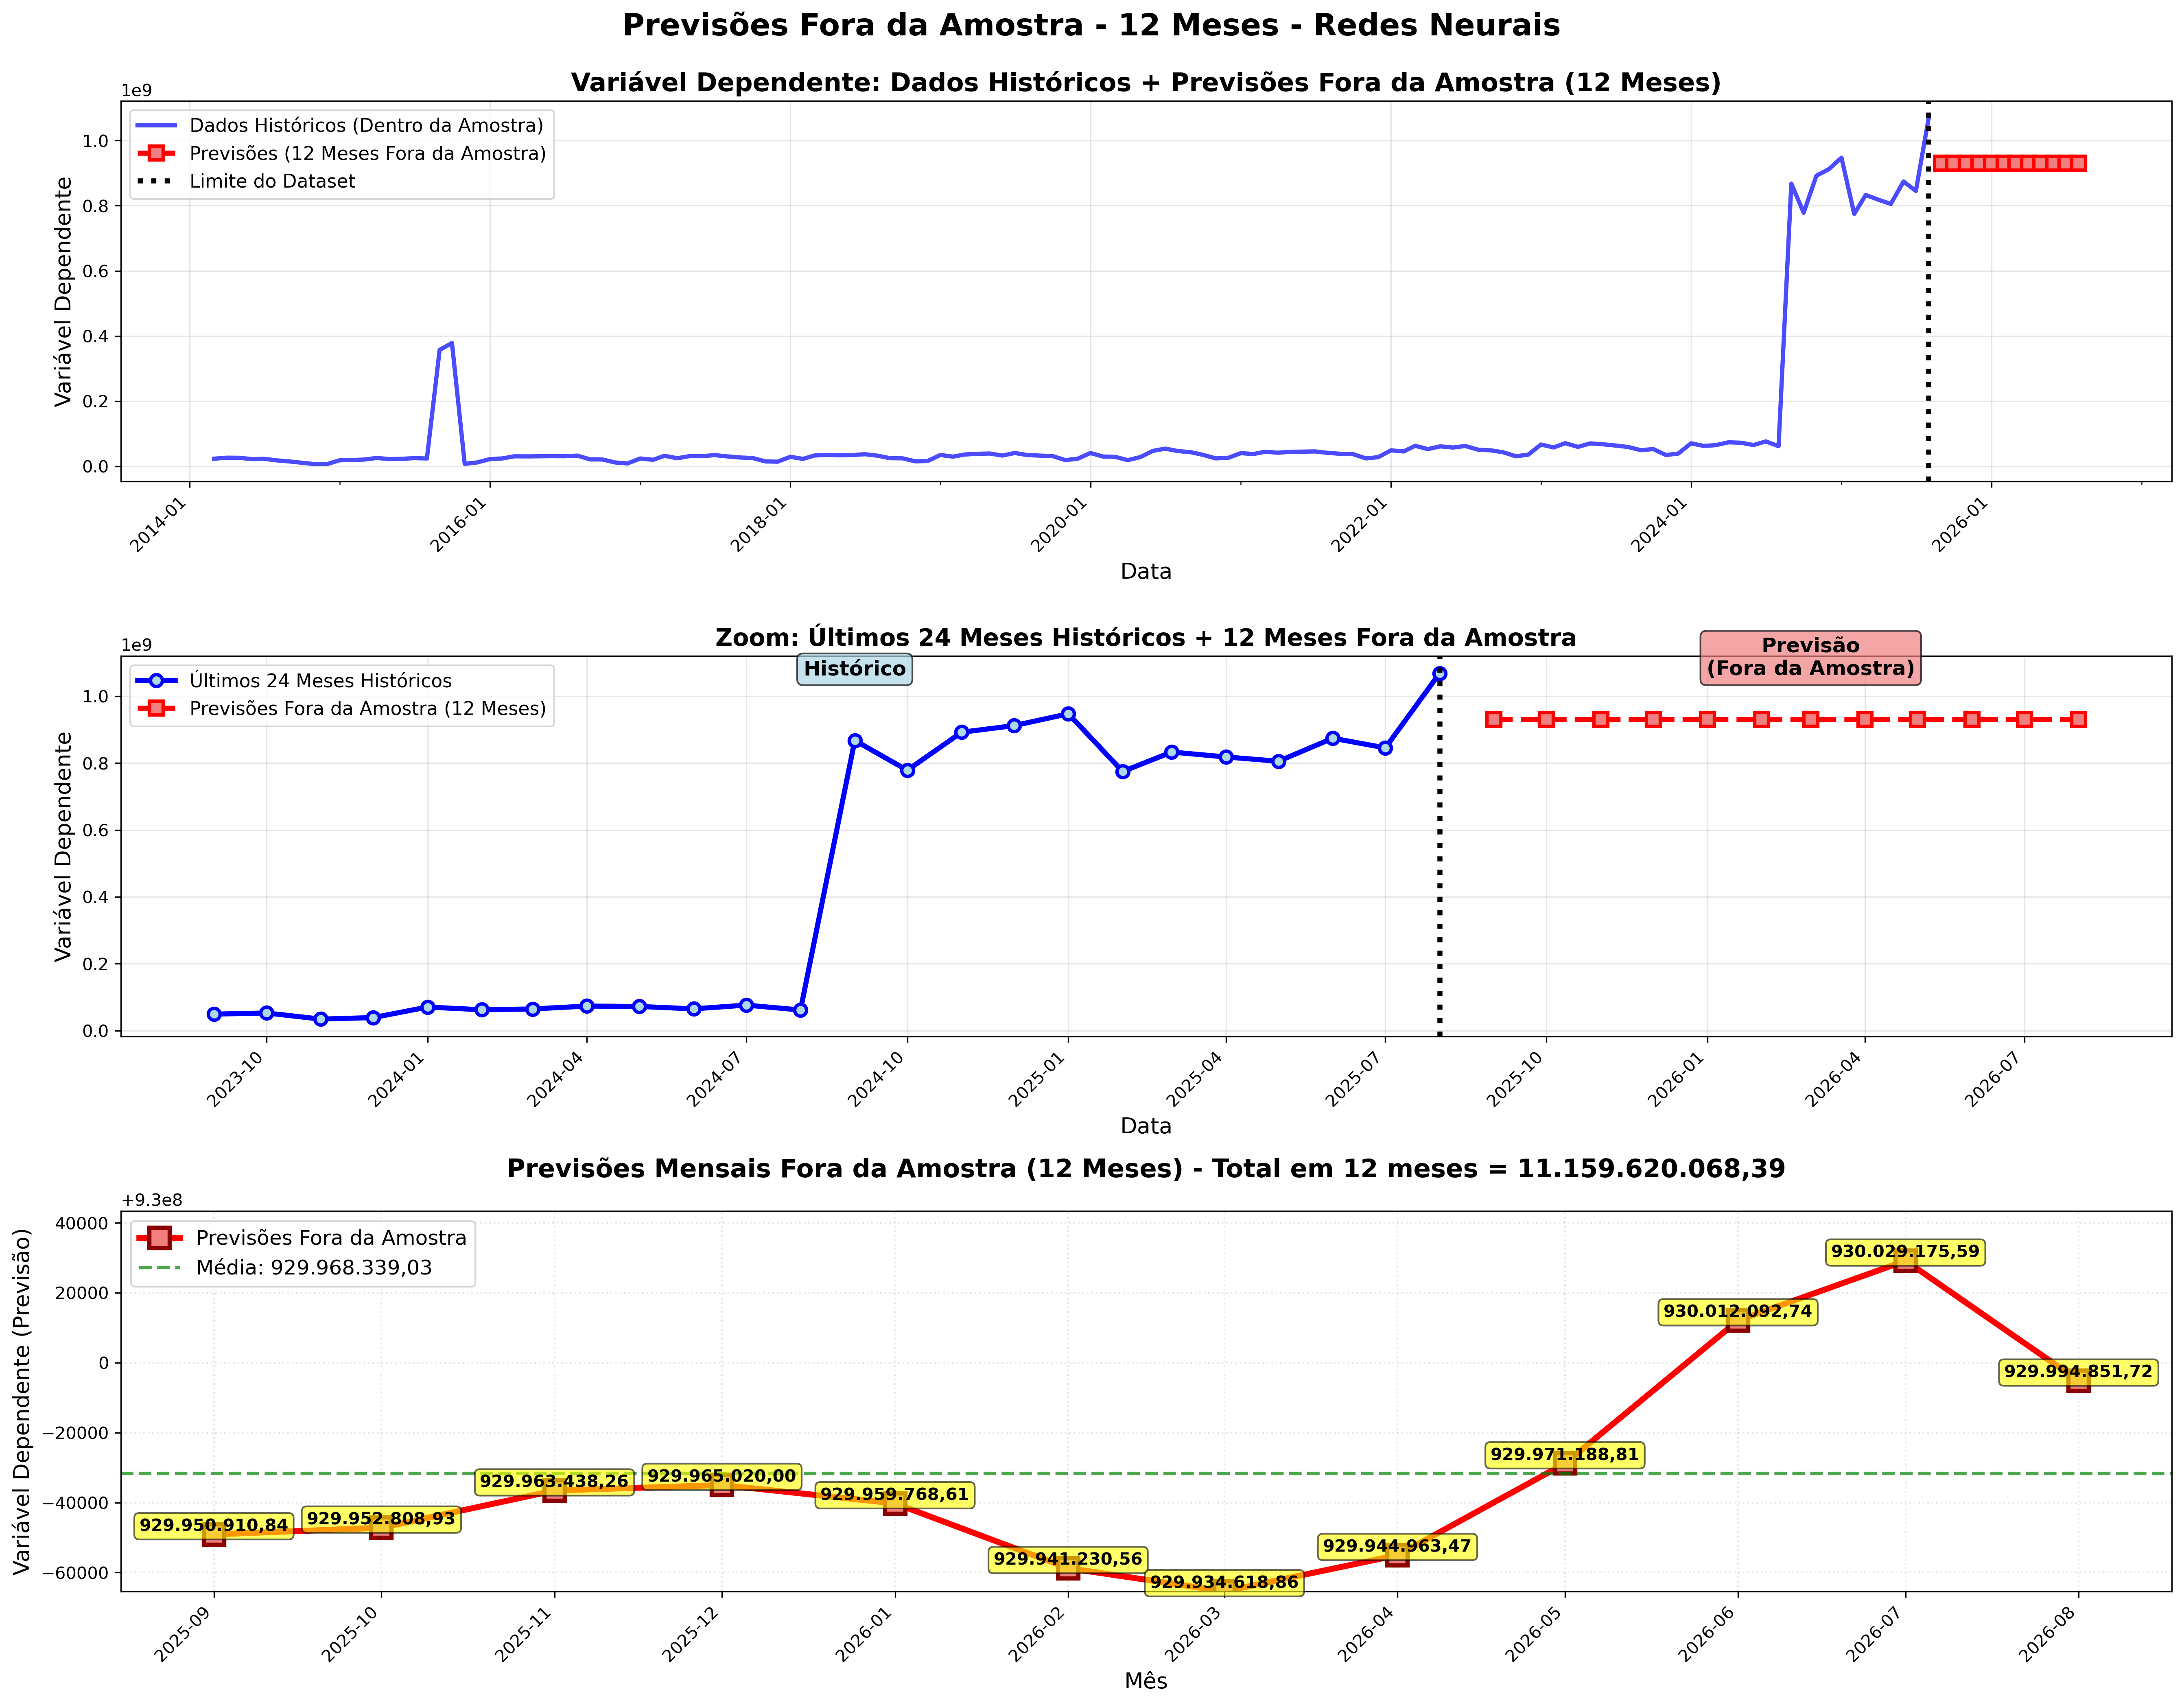 Previsões Fora da Amostra - 12 Meses - Redes Neurais
Variável Dependente: Dados Históricos + Previsões Fora da Amostra (12 Meses)
1e9
Dados Históricos (Dentro da Amostra)
Previsões (12 Meses Fora da Amostra)
Limite do Dataset
Variável Dependente
1.0
0.8
0.6
0.4
0.2
0.0
2014-01
2016-01
2018-01
2020-01
2022-01
2024-01
2026-01
Data
Zoom: Últimos 24 Meses Históricos + 12 Meses Fora da Amostra
1e9
Últimos 24 Meses Históricos
Previsões Fora da Amostra (12 Meses)
Histórico
Previsão
(Fora da Amostra)
Variável Dependente
1.0
0.8
0.6
0.4
0.2
0.0
2023-10
2024-01
2024-04
2024-07
2024-10
2025-01
2025-04
2025-07
2025-10
2026-01
2026-04
2026-07
Data
Previsões Mensais Fora da Amostra (12 Meses) - Total em 12 meses = 11.159.620.068,39
+9.3e8
Previsões Fora da Amostra
Média: 929.968.339,03
Variável Dependente (Previsão)
40000
20000
0
−20000
−40000
−60000
929.950.910,84
929.952.808,93
929.963.438,26
929.965.020,00
929.959.768,61
929.941.230,56
929.934.618,86
929.944.963,47
929.971.188,81
930.012.092,74
930.029.175,59
929.994.851,72
2025-09
2025-10
2025-11
2025-12
2026-01
2026-02
2026-03
2026-04
2026-05
2026-06
2026-07
2026-08
Mês